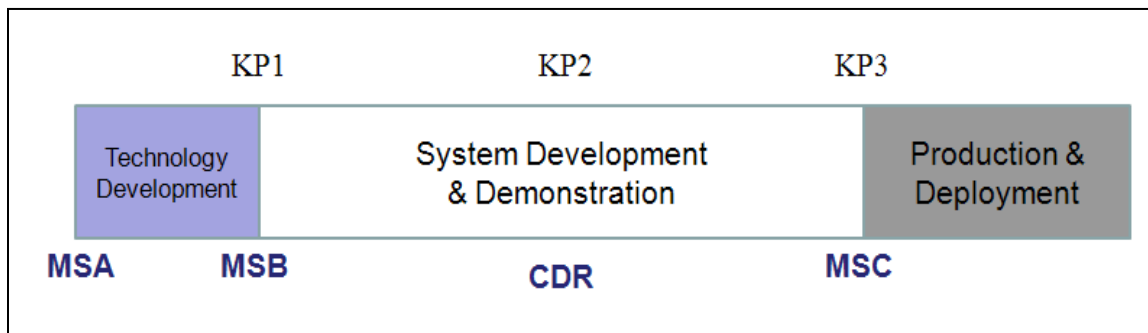 KP1 KP2 KP3
Technology
Development
System Development
& Demonstration
Production &
Deployment
MSA MSB CDR MSC